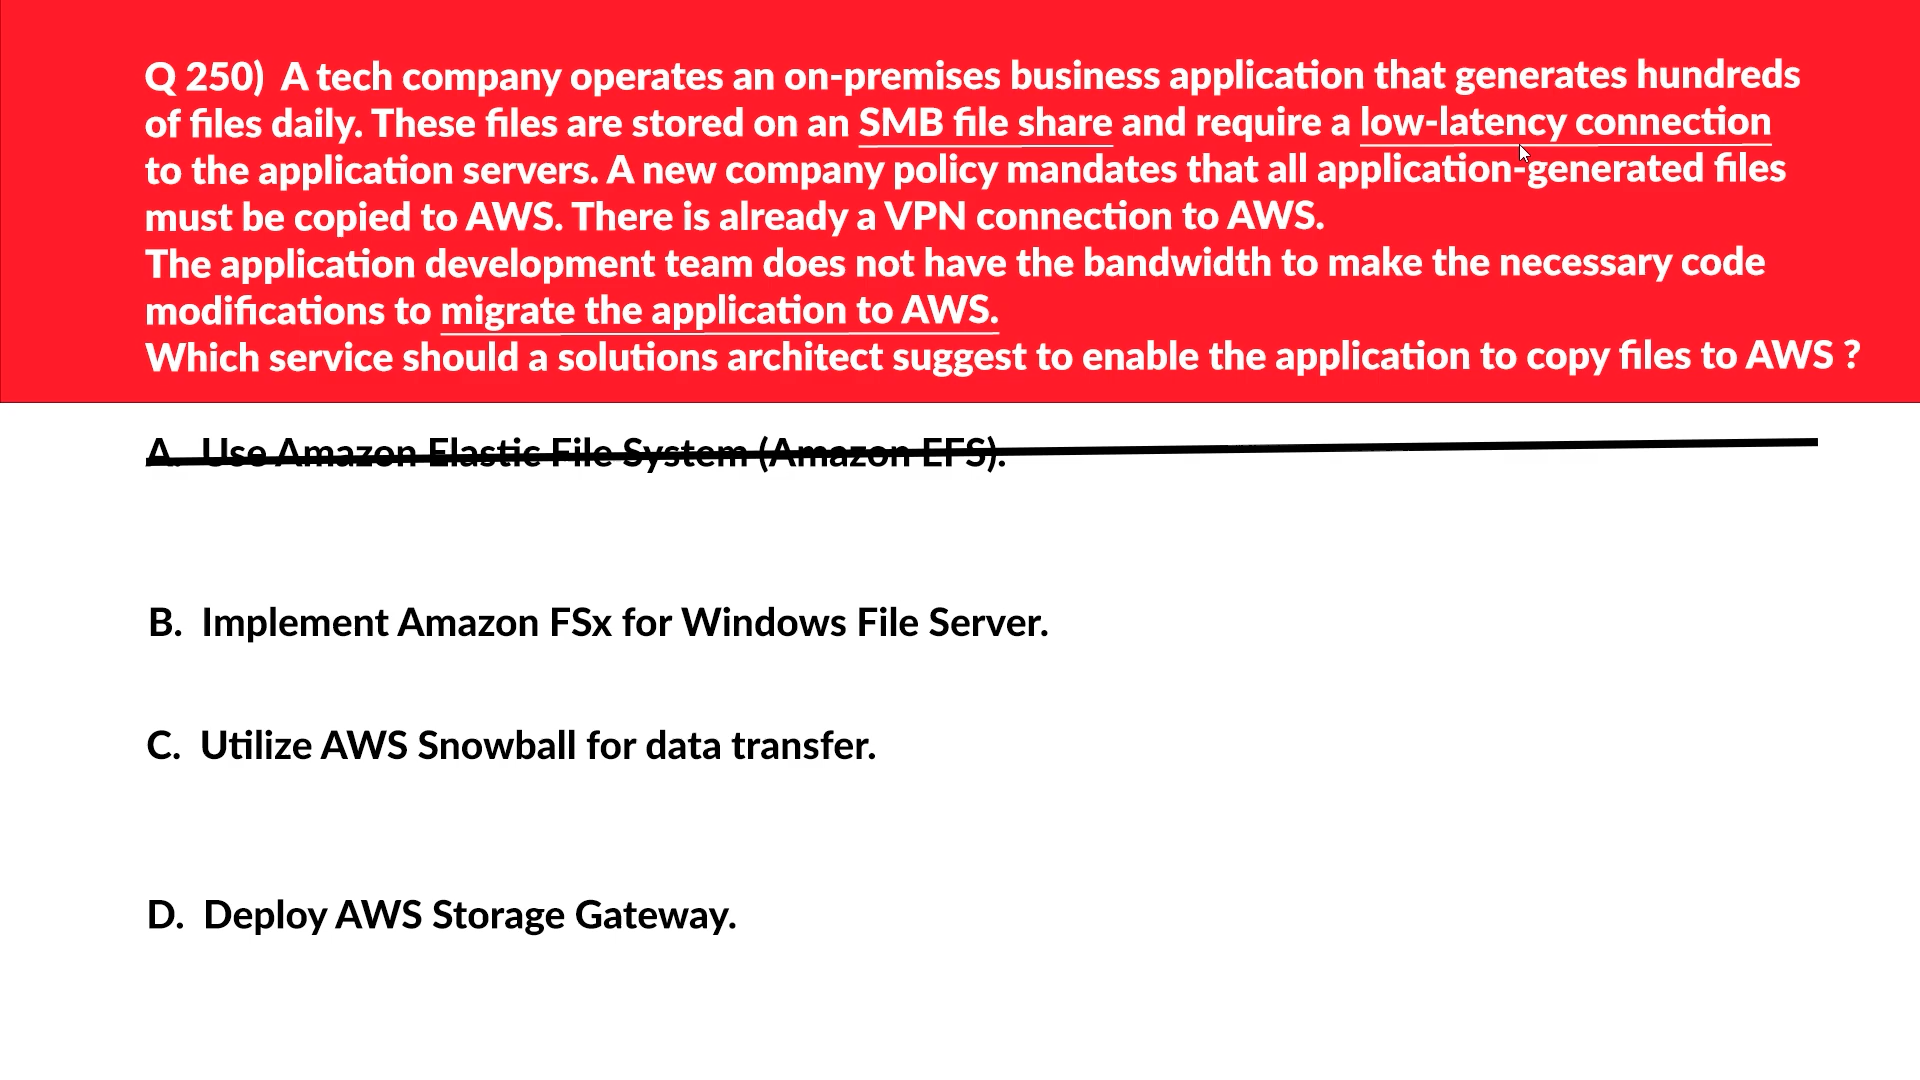 Q 250)  A tech company operates an on-premises business application that generates hundreds
of files daily. These files are stored on an SMB file share and require a low-latency connection
to the application servers. A new company policy mandates that all application-generated files
must be copied to AWS. There is already a VPN connection to AWS.
The application development team does not have the bandwidth to make the necessary code
modifications to migrate the application to AWS.
Which service should a solutions architect suggest to enable the application to copy files to AWS ?
A.  Use Amazon Elastic File System (Amazon EFS).
B.  Implement Amazon FSx for Windows File Server.
C.  Utilize AWS Snowball for data transfer.
D.  Deploy AWS Storage Gateway.